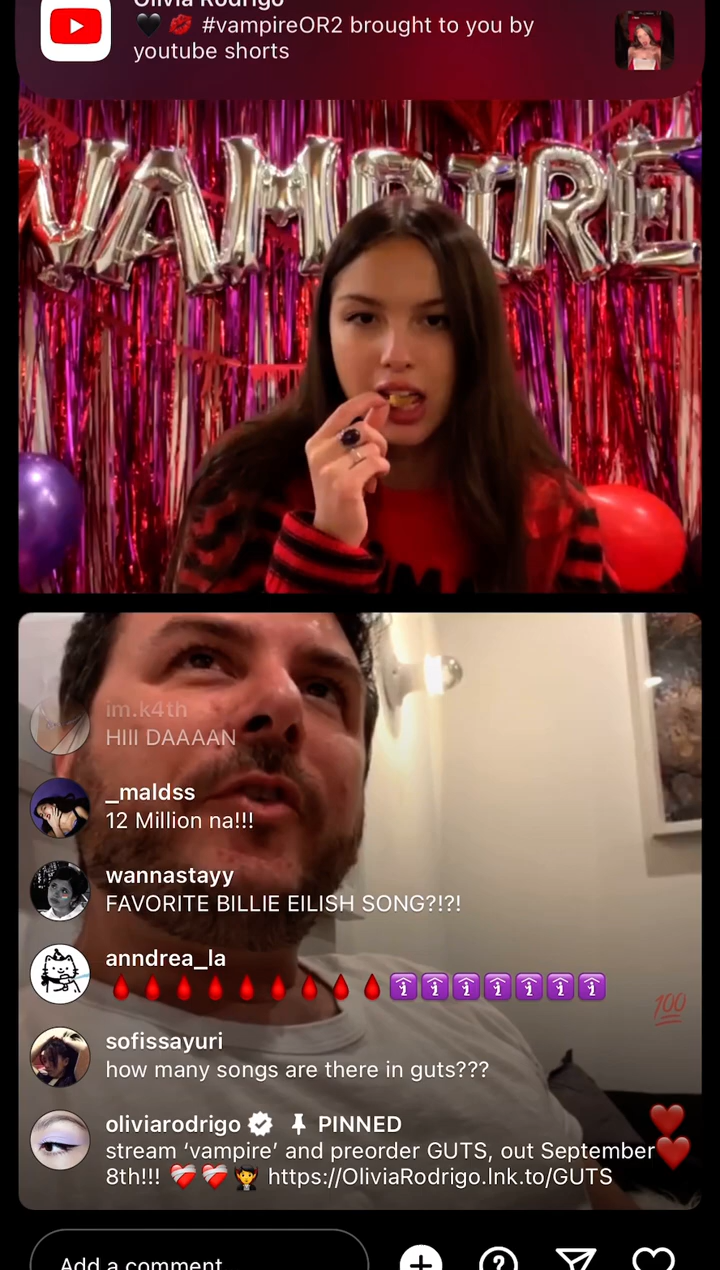 Olivia Rodrigo
🖤 💋 #vampireOR2 brought to you by
youtube shorts
VAMPIRE
im.k4th
HIII DAAAAN
_maldss
12 Million na!!!
wannastayy
FAVORITE BILLIE EILISH SONG?!?!
anndrea_la
🩸🩸🩸🩸🩸🩸🩸🩸🩸🛐🛐🛐🛐🛐🛐🛐
💯
sofissayuri
how many songs are there in guts???
oliviarodrigo PINNED
stream ‘vampire’ and preorder GUTS, out September
8th!!! ❤️‍🩹❤️‍🩹🧛 https://OliviaRodrigo.lnk.to/GUTS
Add a comment